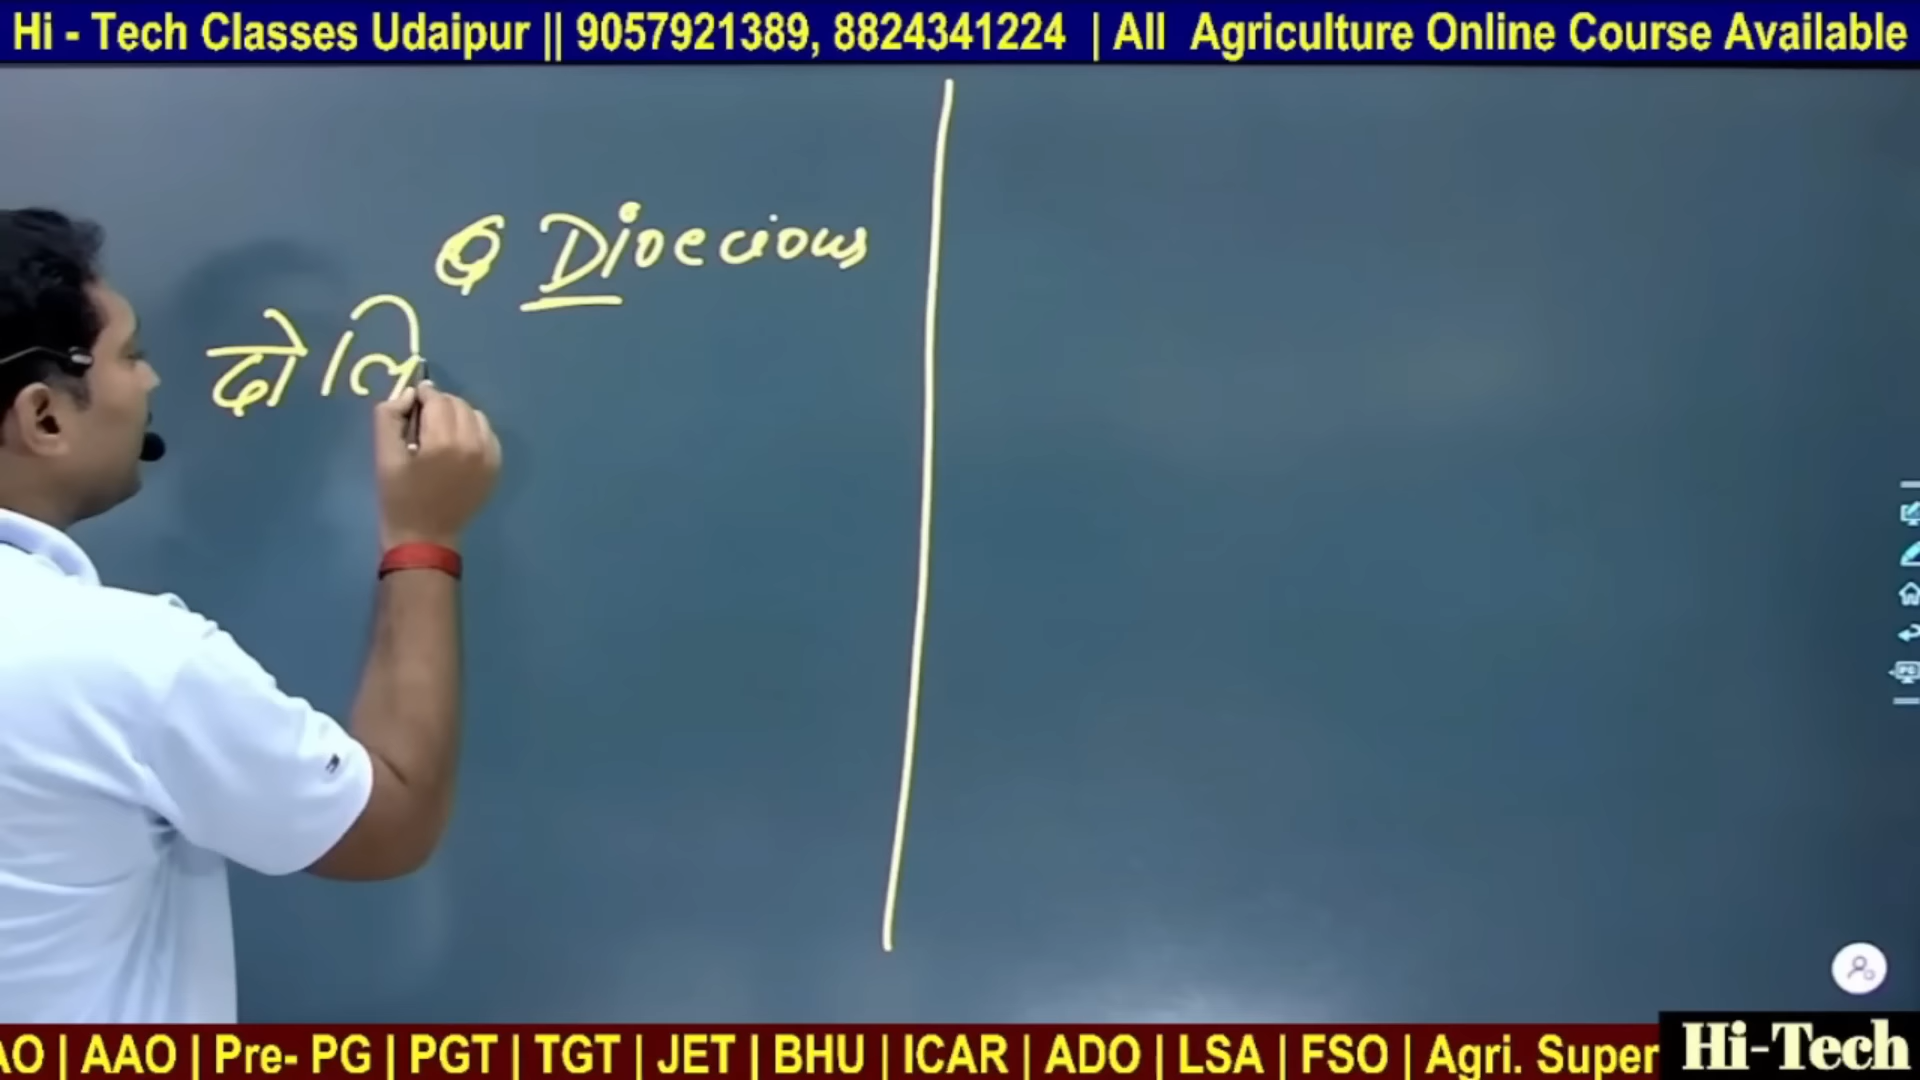 Hi - Tech Classes Udaipur || 9057921389, 8824341224 | All Agriculture Online Course Available
Dioecious
दो लि
AO | AAO | Pre- PG | PGT | TGT | JET | BHU | ICAR | ADO | LSA | FSO | Agri. Super
Hi-Tech